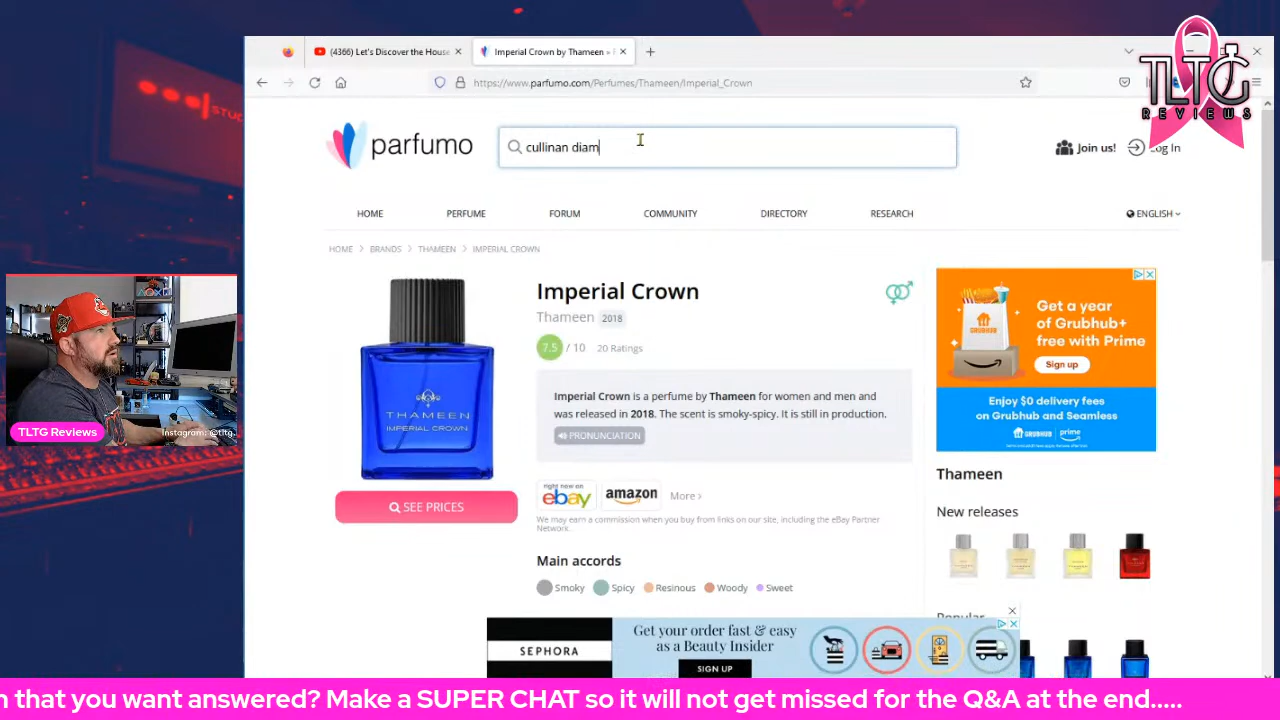 (4366) Let's Discover the House
Imperial Crown by Thameen »
https://www.parfumo.com/Perfumes/Thameen/Imperial_Crown
TLTG
REVIEWS
parfumo
cullinan diam
Join us!
Log In
HOME
PERFUME
FORUM
COMMUNITY
DIRECTORY
RESEARCH
ENGLISH
HOME > BRANDS > THAMEEN > IMPERIAL CROWN
Imperial Crown
Thameen 2018
7.5 / 10 20 Ratings
Imperial Crown is a perfume by Thameen for women and men and
was released in 2018. The scent is smoky-spicy. It is still in production.
PRONUNCIATION
THAMEEN
IMPERIAL CROWN
SEE PRICES
right now on
ebay
amazon
More ›
We may earn a commission when you buy from links on our site, including the eBay Partner
Network.
Main accords
Smoky Spicy Resinous Woody Sweet
Get a year
of Grubhub+
free with Prime
Sign up
Enjoy $0 delivery fees
on Grubhub and Seamless
GRUBHUB prime
Thameen
New releases
Popular
SEPHORA
Get your order fast & easy
as a Beauty Insider
SIGN UP
TLTG Reviews
Instagram: @tltg.
n that you want answered? Make a SUPER CHAT so it will not get missed for the Q&A at the end.....